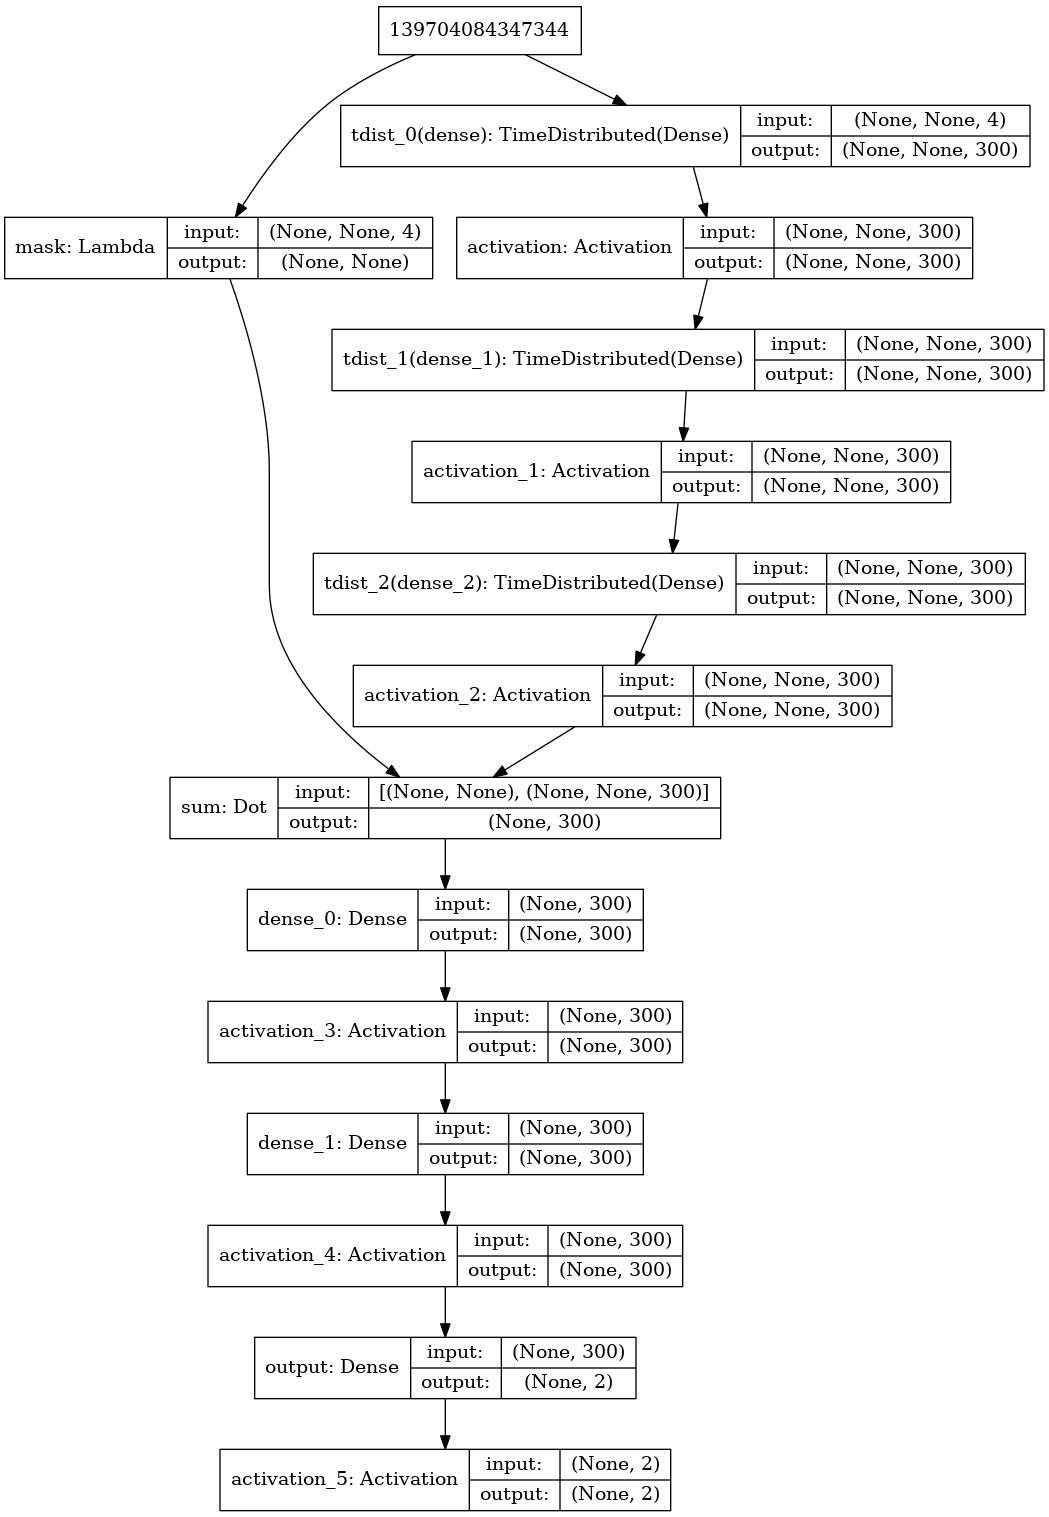 139704084347344
tdist_0(dense): TimeDistributed(Dense)
input:
(None, None, 4)
output:
(None, None, 300)
mask: Lambda
input:
(None, None, 4)
output:
(None, None)
activation: Activation
input:
(None, None, 300)
output:
(None, None, 300)
tdist_1(dense_1): TimeDistributed(Dense)
input:
(None, None, 300)
output:
(None, None, 300)
activation_1: Activation
input:
(None, None, 300)
output:
(None, None, 300)
tdist_2(dense_2): TimeDistributed(Dense)
input:
(None, None, 300)
output:
(None, None, 300)
activation_2: Activation
input:
(None, None, 300)
output:
(None, None, 300)
sum: Dot
input:
[(None, None), (None, None, 300)]
output:
(None, 300)
dense_0: Dense
input:
(None, 300)
output:
(None, 300)
activation_3: Activation
input:
(None, 300)
output:
(None, 300)
dense_1: Dense
input:
(None, 300)
output:
(None, 300)
activation_4: Activation
input:
(None, 300)
output:
(None, 300)
output: Dense
input:
(None, 300)
output:
(None, 2)
activation_5: Activation
input:
(None, 2)
output:
(None, 2)